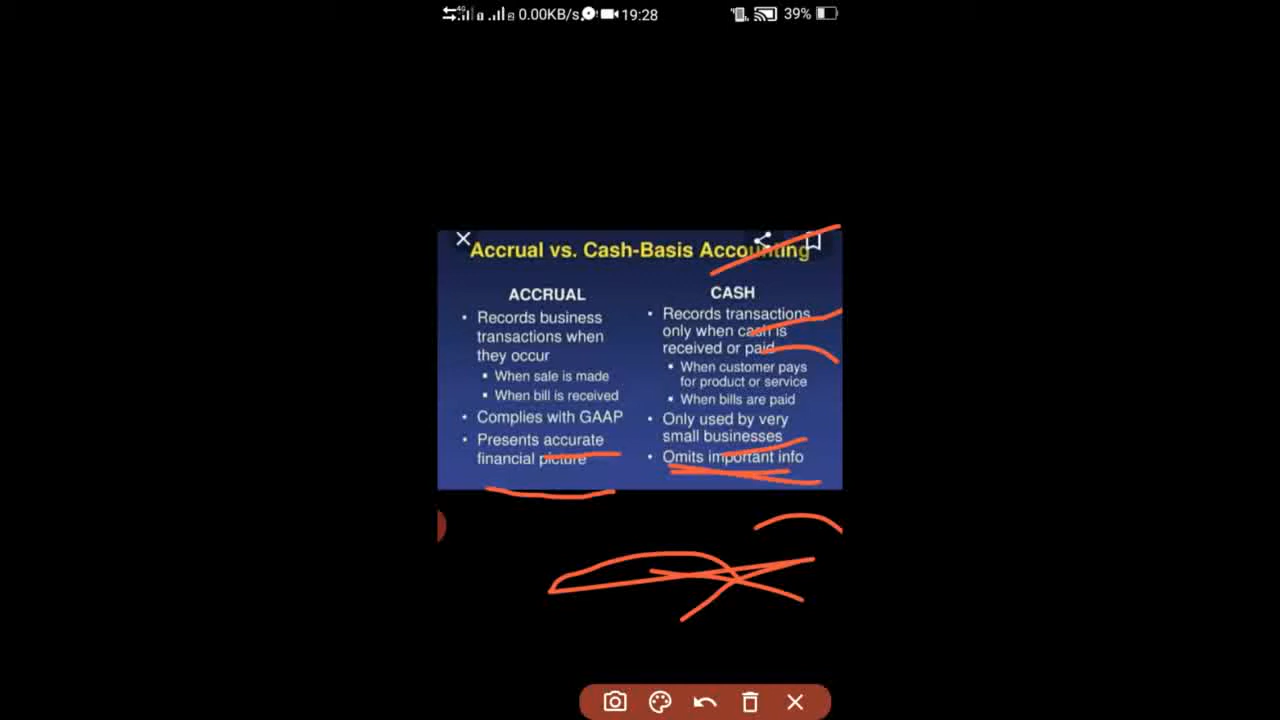 0.00KB/s
19:28
39%
Accrual vs. Cash-Basis Accounting
ACCRUAL
• Records business
transactions when
they occur
▪ When sale is made
▪ When bill is received
• Complies with GAAP
• Presents accurate
financial picture
CASH
• Records transactions
only when cash is
received or paid
▪ When customer pays
for product or service
▪ When bills are paid
• Only used by very
small businesses
• Omits important info